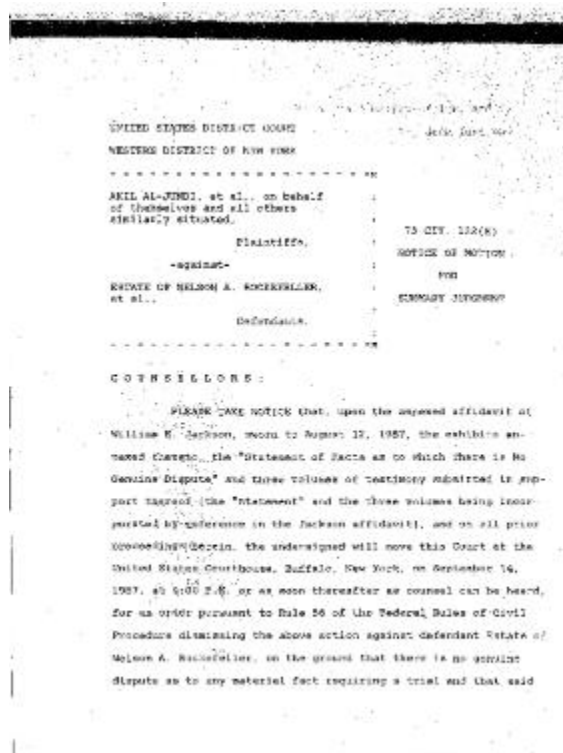 UNITED STATES DISTRICT COURT
WESTERN DISTRICT OF NEW YORK
- - - - - - - - - - - - - - - - - - -x
AKIL AL-JUNDI, et al., on behalf
of themselves and all others
similarly situated,
Plaintiffs,
-against-
ESTATE OF NELSON A. ROCKEFELLER,
et al.,
Defendants.
- - - - - - - - - - - - - - - - - - -x
NOTICE OF MOTION
FOR
SUMMARY JUDGMENT
C O U N S E L L O R S :
PLEASE TAKE NOTICE that, upon the annexed affidavit of
William E. Jackson, sworn to August 12, 1987, the exhibits an-
nexed thereto, the "Statement of Facts as to which there is No
Genuine Dispute" and three volumes of testimony submitted in sup-
port thereof (the "Statement" and the three volumes being incor-
porated by reference in the Jackson affidavit), and on all prior
proceedings herein, the undersigned will move this Court at the
United States Courthouse, Buffalo, New York, on September 14,
1987, at or as soon thereafter as counsel can be heard,
for an order pursuant to Rule 56 of the Federal Rules of Civil
Procedure dismissing the above action against defendant Estate of
Nelson A. Rockefeller, on the ground that there is no genuine
dispute as to any material fact requiring a trial and that said